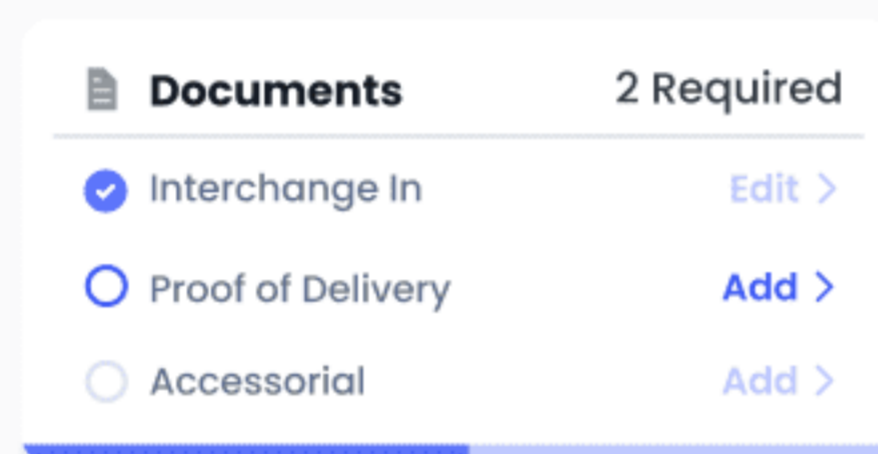 Documents 2 Required
Interchange In Edit >
Proof of Delivery Add >
Accessorial Add >